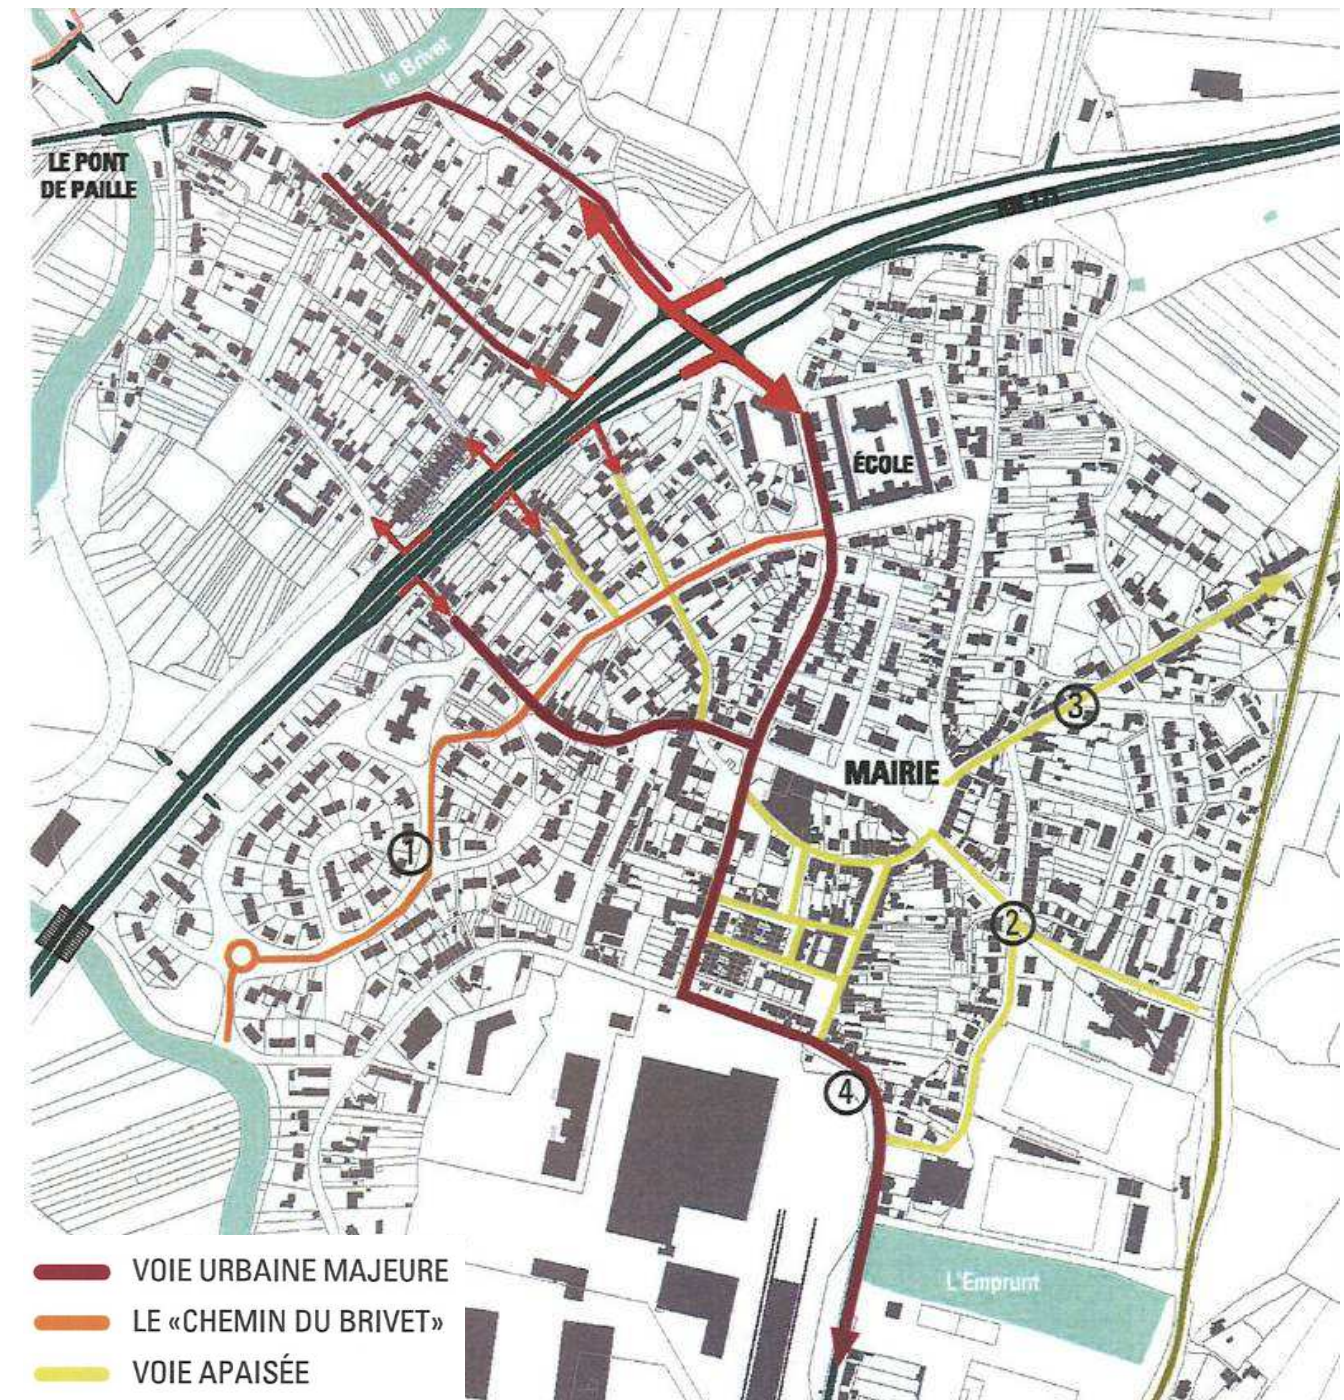 le Brivet
LE PONT
DE PAILLE
ÉCOLE
3
MAIRIE
1
2
4
L'Emprunt
VOIE URBAINE MAJEURE
LE «CHEMIN DU BRIVET»
VOIE APAISÉE